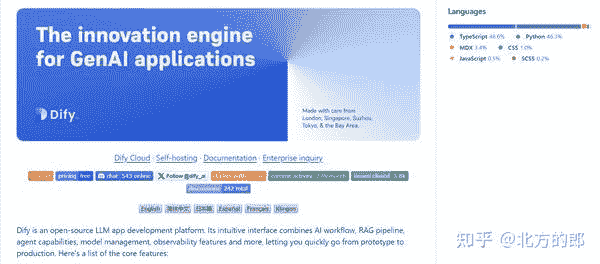 The innovation engine
for GenAI applications
Dify
Made with care from
London, Singapore, Suzhou,
Tokyo, & the Bay Area.
Dify Cloud · Self-hosting · Documentation · Enterprise inquiry
pricing free chat 543 online Follow @dify_ai
discussions 242 total
English 简体中文 日本語 Español Français Klingon
Dify is an open-source LLM app development platform. Its intuitive interface combines AI workflow, RAG pipeline,
agent capabilities, model management, observability features and more, letting you quickly go from prototype to
production. Here's a list of the core features:
Languages
TypeScript 48.6% Python 46.3%
MDX 3.4% CSS 1.0%
JavaScript 0.5% SCSS 0.2%
知乎 @北方的郎